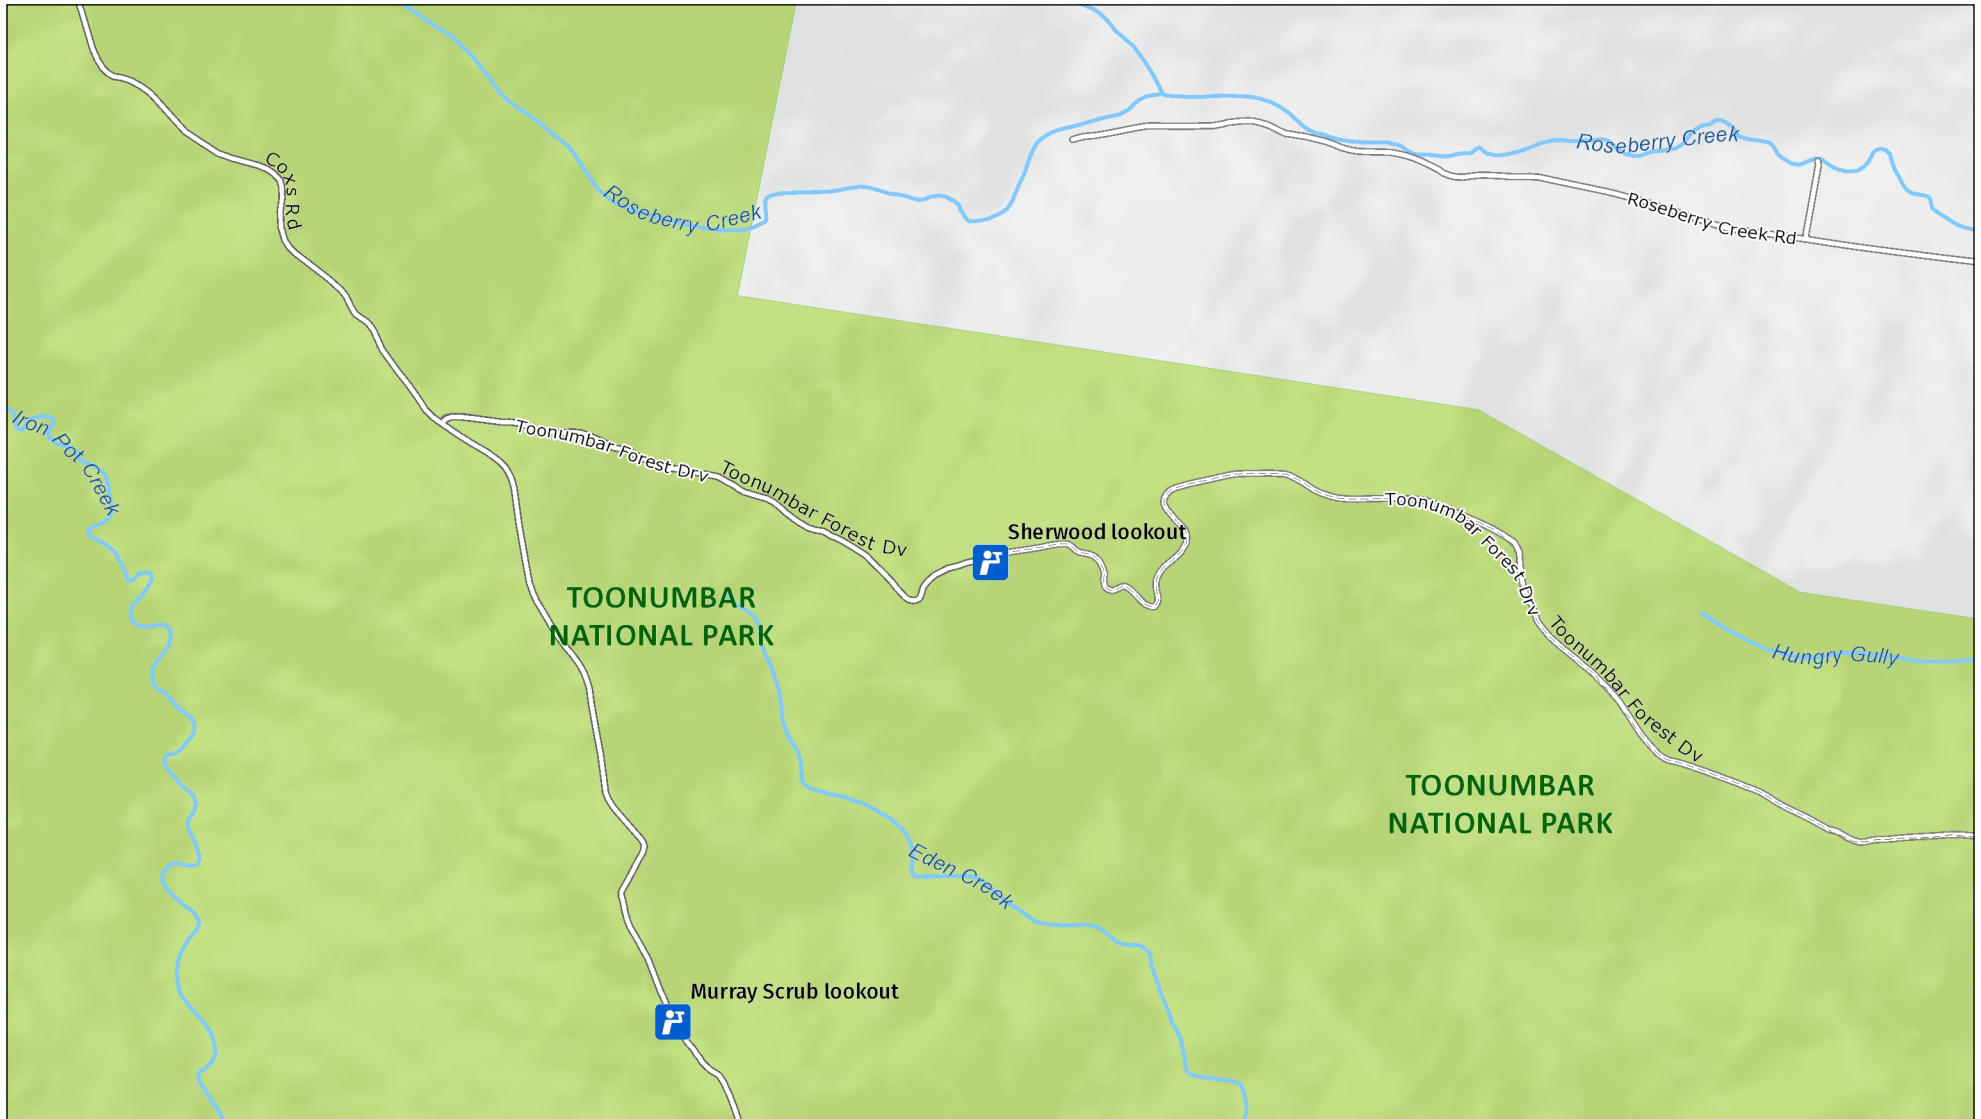 Roseberry Creek
Coxs Rd
Roseberry Creek
Roseberry Creek Rd
Iron Pot Creek
Toonumbar Forest Drv
Toonumbar Forest Dv
Sherwood lookout
Toonumbar Forest Drv
TOONUMBAR
NATIONAL PARK
Toonumbar Forest Dv
Hungry Gully
TOONUMBAR
NATIONAL PARK
Eden Creek
Murray Scrub lookout